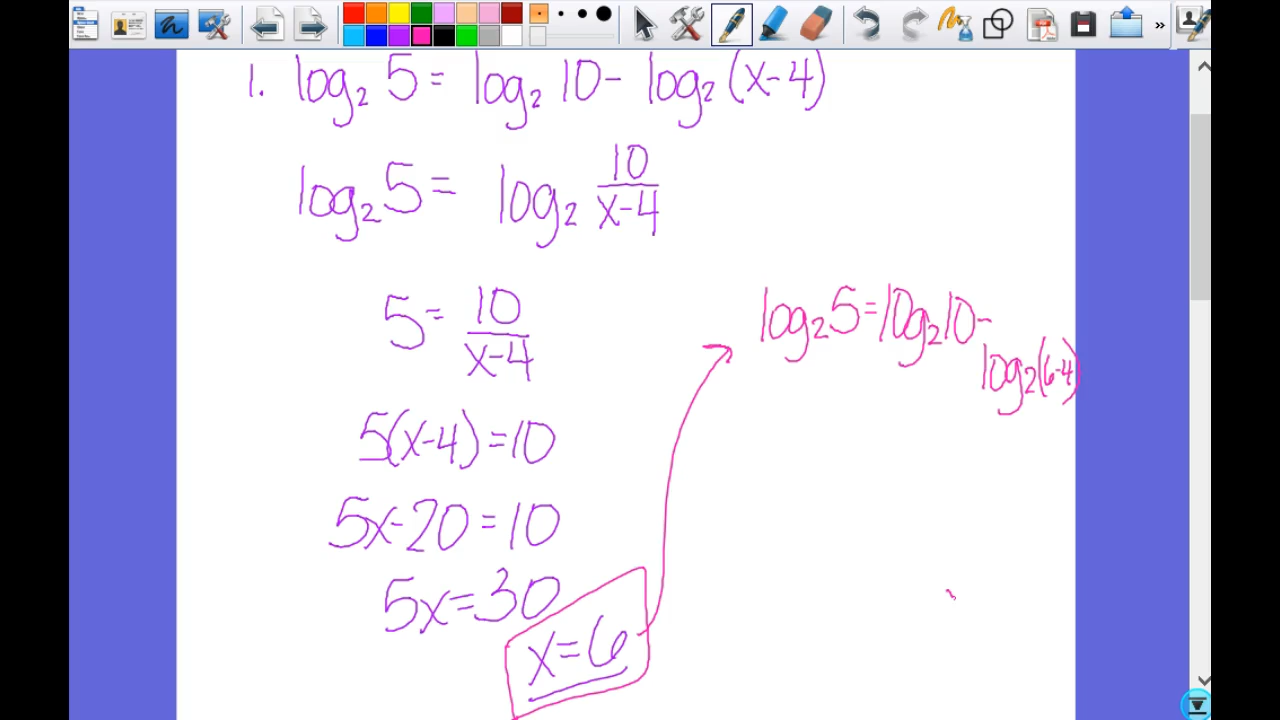 1. log₂ 5 = log₂ 10 - log₂ (x-4)
log₂ 5 = log₂ 10/(x-4)
5 = 10/(x-4)
5(x-4) = 10
5x-20 = 10
5x = 30
x = 6
log₂ 5 = log₂ 10 -
log₂ (6-4)